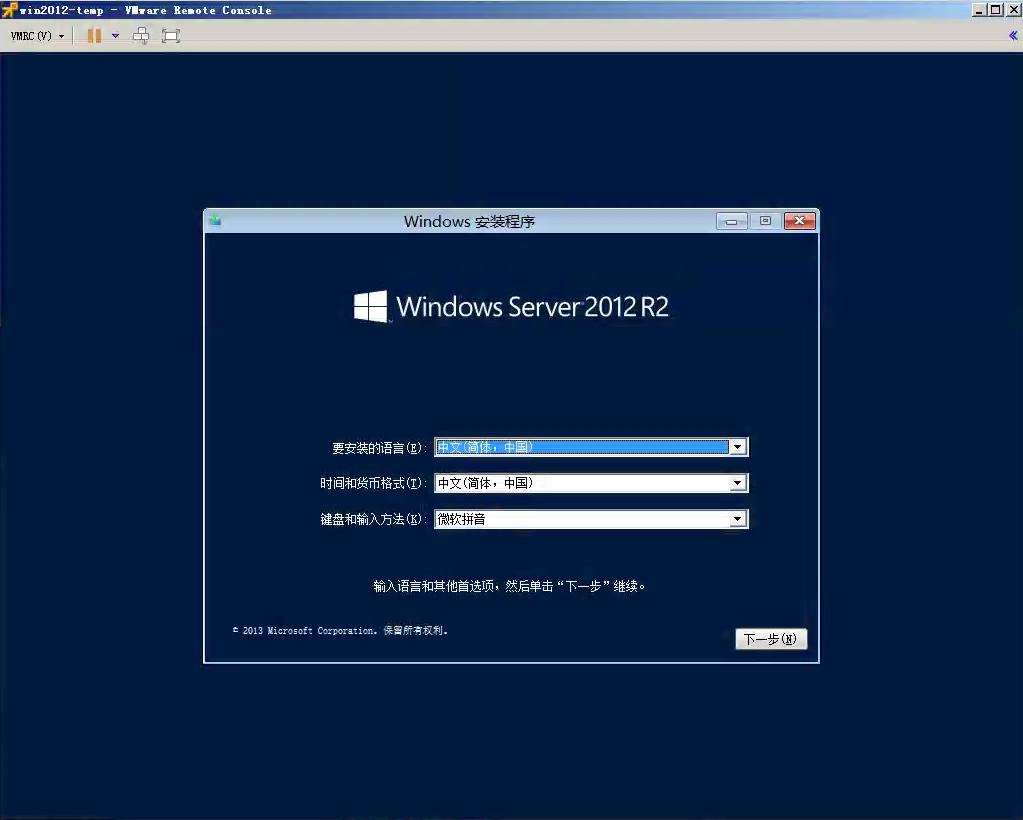 win2012-temp - VMware Remote Console
VMRC(V)
Windows 安装程序
Windows Server 2012 R2
要安装的语言(E): 中文(简体，中国)
时间和货币格式(T): 中文(简体，中国)
键盘和输入方法(K): 微软拼音
输入语言和其他首选项，然后单击“下一步”继续。
© 2013 Microsoft Corporation. 保留所有权利.
下一步(N)